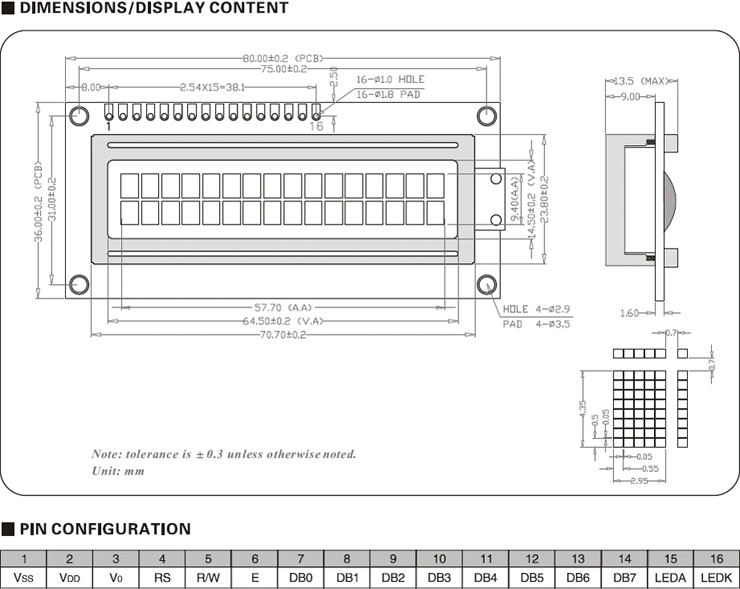 DIMENSIONS/DISPLAY CONTENT
80.00±0.2 (PCB)
75.00±0.2
8.00
2.54X15=38.1
2.50
16-ø1.0 HOLE
16-ø1.8 PAD
1
16
36.00±0.2 (PCB)
31.00±0.2
9.40(A.A)
14.50±0.2 (V.A)
23.80±0.2
57.70 (A.A)
64.50±0.2 (V.A)
70.70±0.2
HOLE 4-ø2.9
PAD 4-ø3.5
13.5 (MAX)
9.00
1.60
0.7
0.7
4.35
0.5
0.05
0.05
0.55
2.95
Note: tolerance is ± 0.3 unless otherwise noted.
Unit: mm
PIN CONFIGURATION
1 2 3 4 5 6 7 8 9 10 11 12 13 14 15 16
VSS VDD V0 RS R/W E DB0 DB1 DB2 DB3 DB4 DB5 DB6 DB7 LEDA LEDK